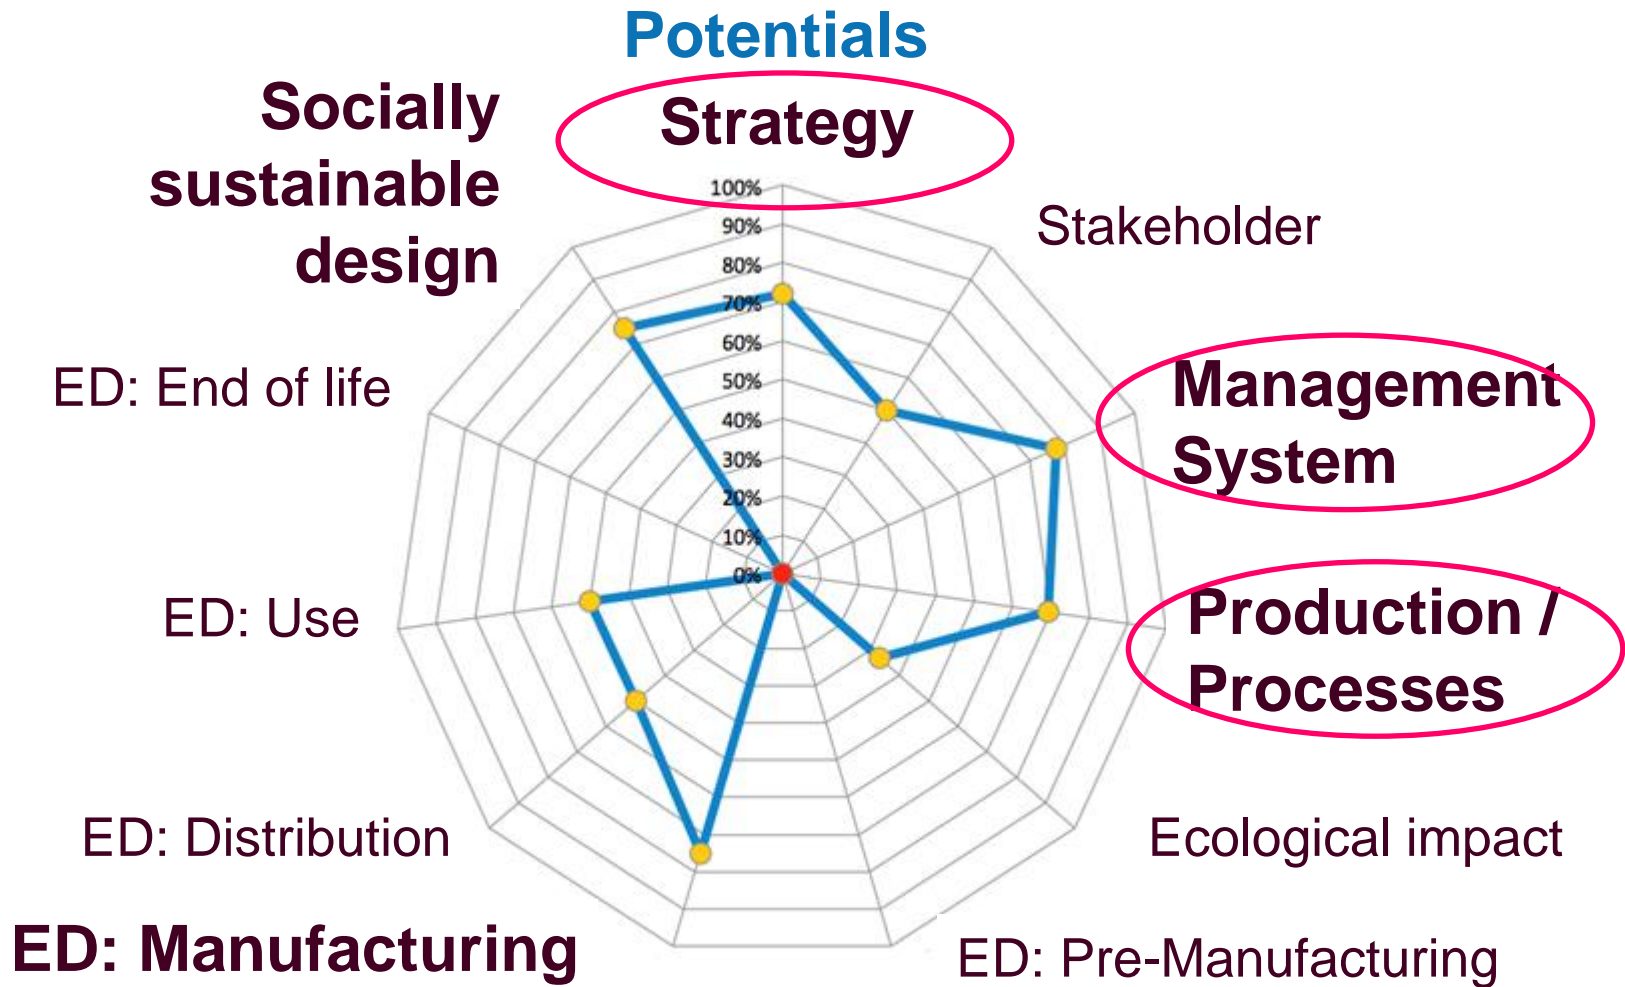 Potentials
Strategy
Socially
sustainable
design
100%
90%
80%
70%
60%
50%
40%
30%
20%
10%
0%
Stakeholder
Management
System
Production /
Processes
Ecological impact
ED: Pre-Manufacturing
ED: Manufacturing
ED: Distribution
ED: Use
ED: End of life